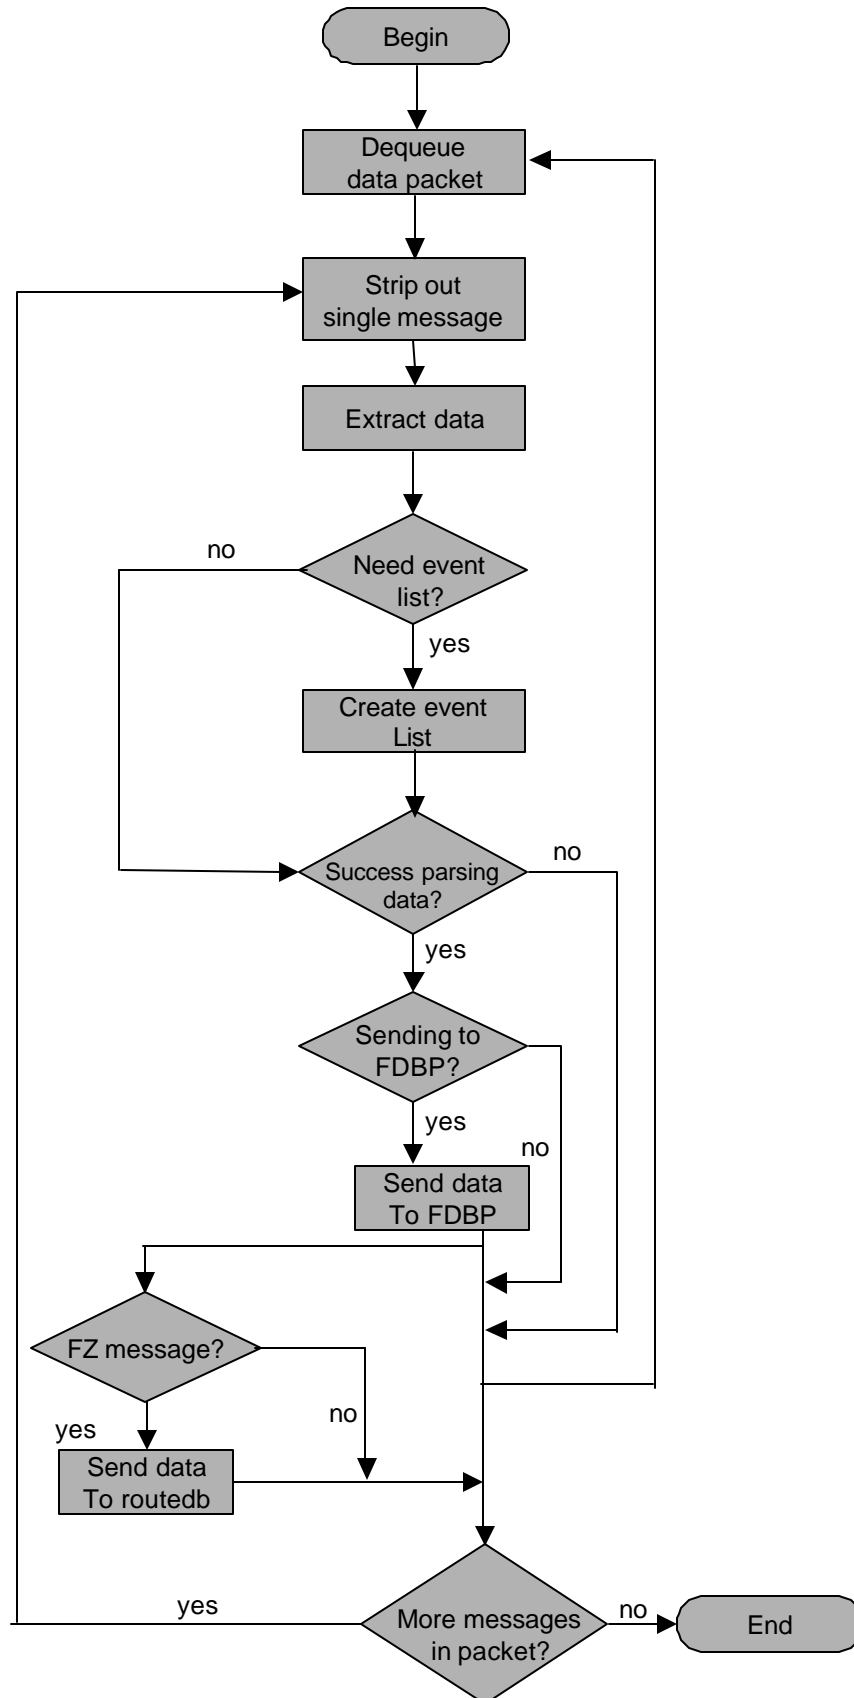 Begin
Dequeue
data packet
Strip out
single message
Extract data
no
Need event
list?
yes
Create event
List
no
Success parsing
data?
yes
Sending to
FDBP?
yes
no
Send data
To FDBP
FZ message?
no
yes
Send data
To routedb
yes
More messages
in packet?
no
End